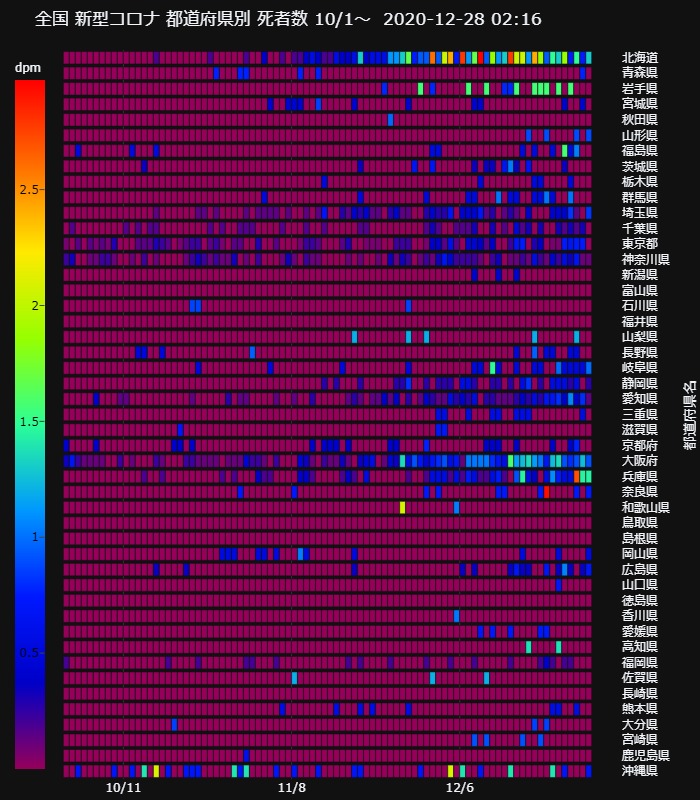 全国 新型コロナ 都道府県別 死者数 10/1〜 2020-12-28 02:16
dpm
2.5
2
1.5
1
0.5
北海道
青森県
岩手県
宮城県
秋田県
山形県
福島県
茨城県
栃木県
群馬県
埼玉県
千葉県
東京都
神奈川県
新潟県
富山県
石川県
福井県
山梨県
長野県
岐阜県
静岡県
愛知県
三重県
滋賀県
京都府
大阪府
兵庫県
奈良県
和歌山県
鳥取県
島根県
岡山県
広島県
山口県
徳島県
香川県
愛媛県
高知県
福岡県
佐賀県
長崎県
熊本県
大分県
宮崎県
鹿児島県
沖縄県
都道府県名
10/11 11/8 12/6